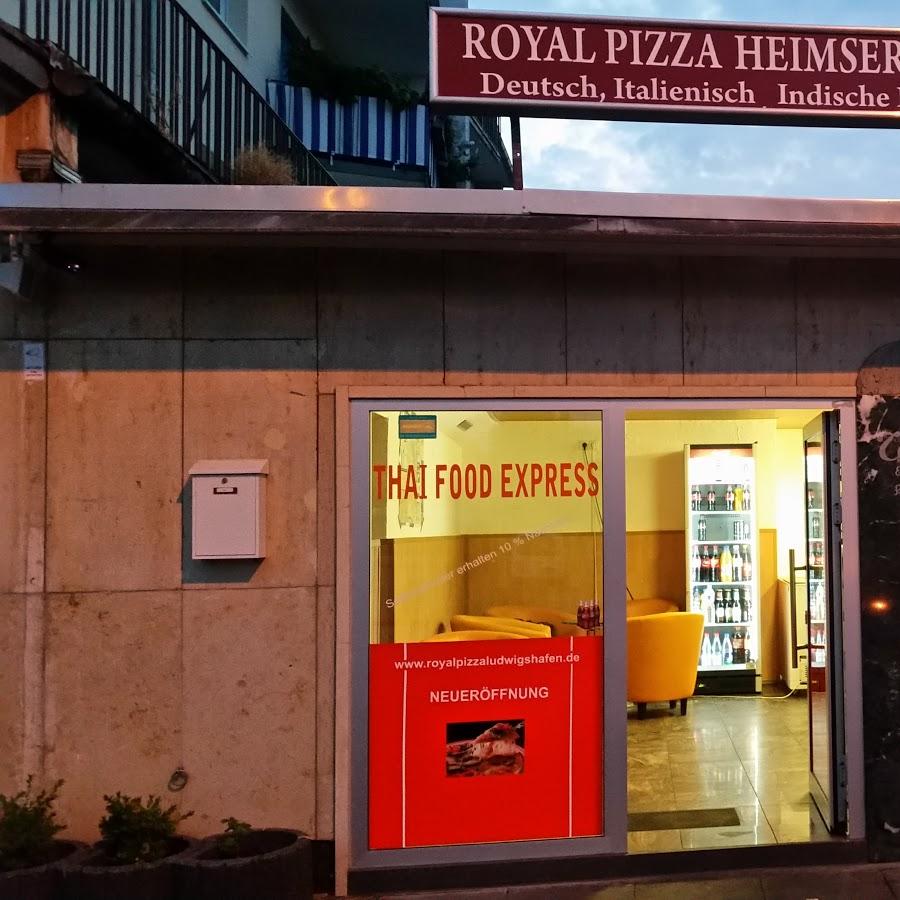 ROYAL PIZZA HEIMSER
Deutsch, Italienisch Indische
THAI FOOD EXPRESS
erhalten 10 %
www.royalpizzaludwigshafen.de
NEUERÖFFNUNG